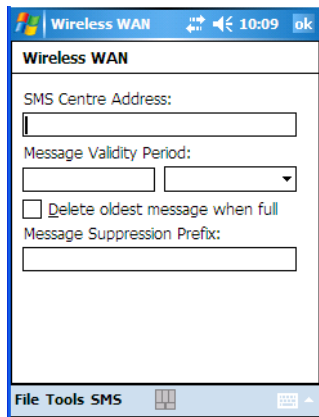 Wireless WAN 10:09 ok
Wireless WAN
SMS Centre Address:
Message Validity Period:
Delete oldest message when full
Message Suppression Prefix:
File Tools SMS